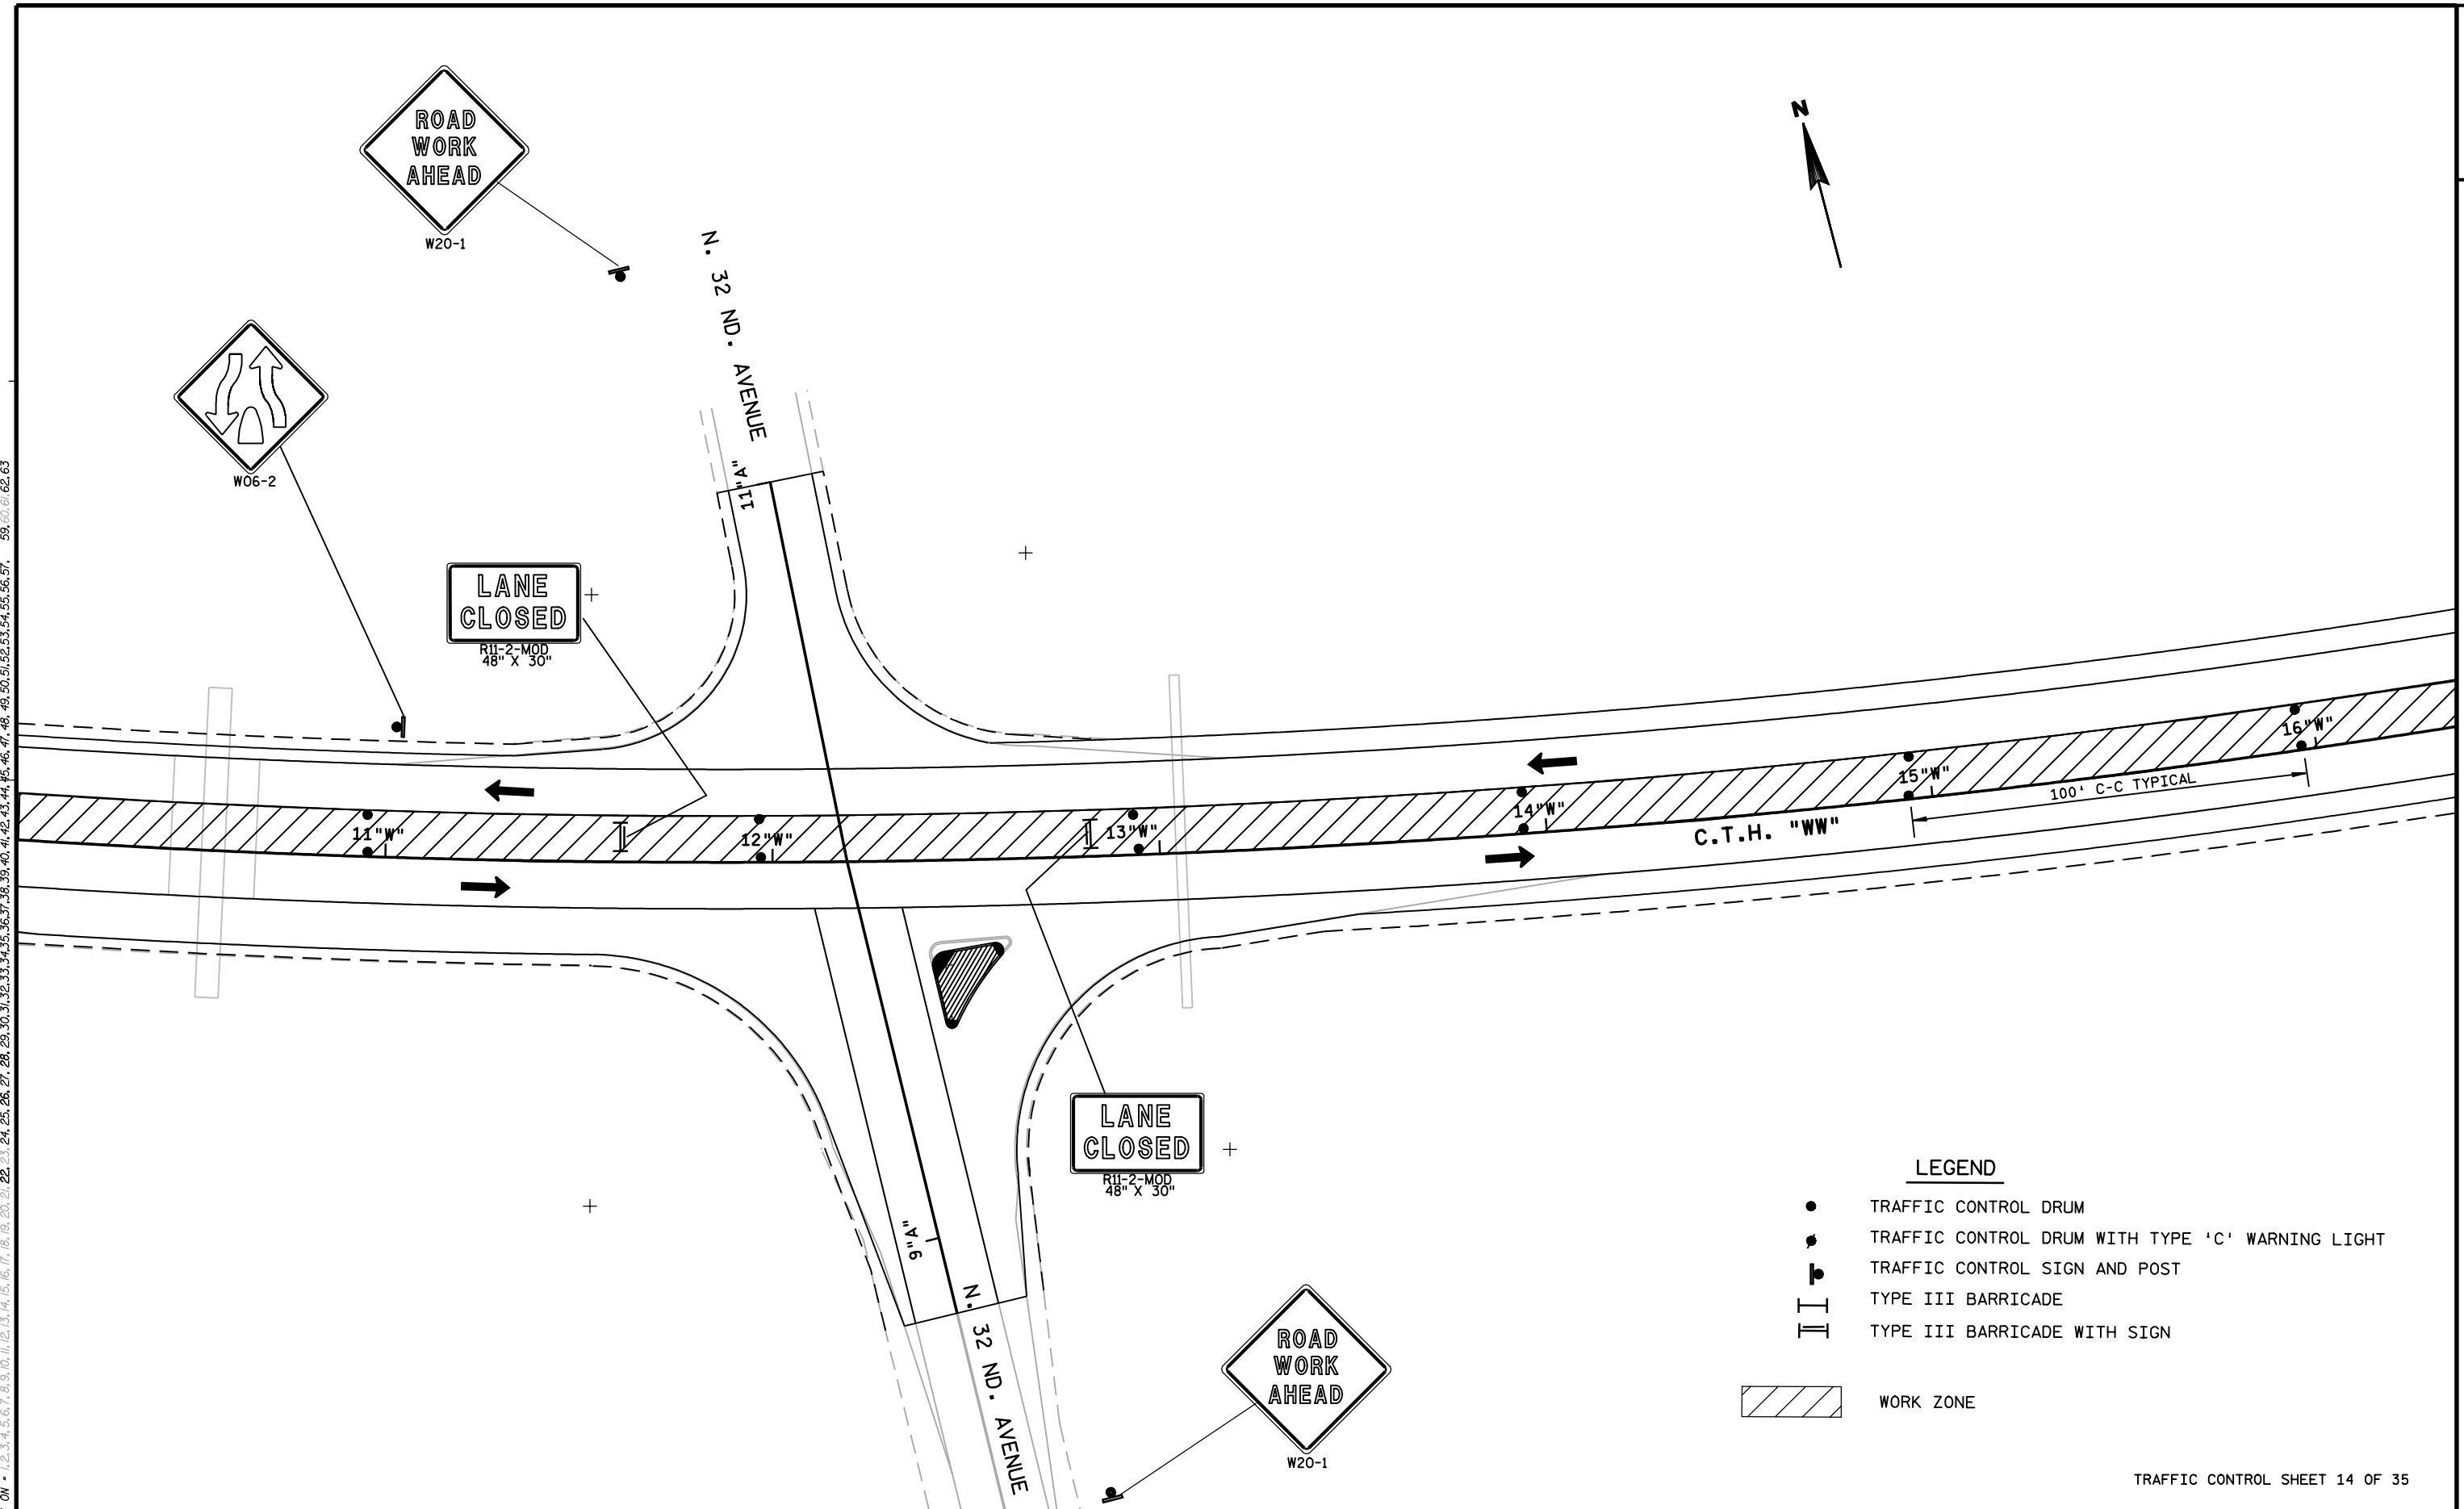 ROAD
WORK
AHEAD
W20-1
N
N. 32 ND. AVENUE
W06-2
11"A"
LANE
CLOSED
R11-2-MOD
48" X 30"
11"W"
12"W"
13"W"
14"W"
15"W"
16"W"
100' C-C TYPICAL
C.T.H. "WW"
LANE
CLOSED
R11-2-MOD
48" X 30"
9"A"
N. 32 ND. AVENUE
ROAD
WORK
AHEAD
W20-1
LEGEND
TRAFFIC CONTROL DRUM
TRAFFIC CONTROL DRUM WITH TYPE 'C' WARNING LIGHT
TRAFFIC CONTROL SIGN AND POST
TYPE III BARRICADE
TYPE III BARRICADE WITH SIGN
WORK ZONE
TRAFFIC CONTROL SHEET 14 OF 35